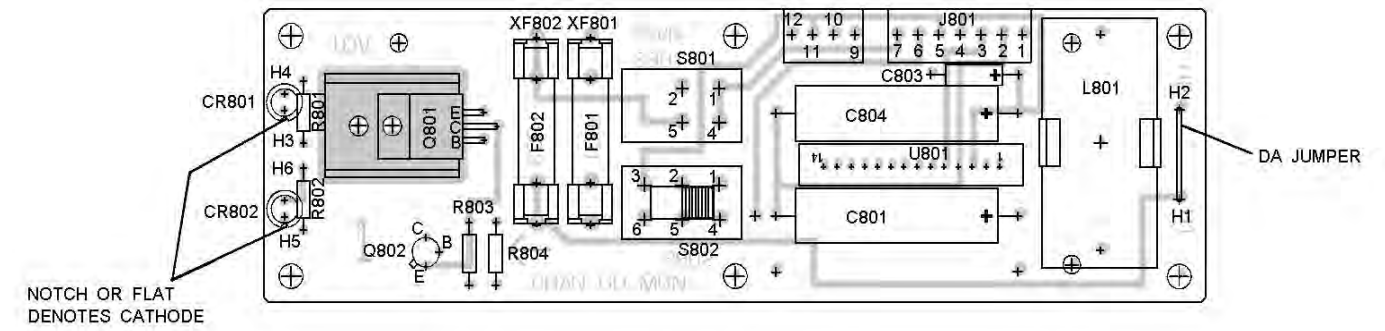 XF802 XF801
12 10
11 9
J801
7 6 5 4 3 2 1
S801
C803
H4
CR801
R801
H3
Q801
E
C
B
F802
F801
2 1
5 4
C804
L801
H2
DA JUMPER
U801
14 1
H6
CR802
R802
H5
3 2 1
6 5 4
S802
C801
H1
R803
R804
Q802
C
B
E
NOTCH OR FLAT
DENOTES CATHODE